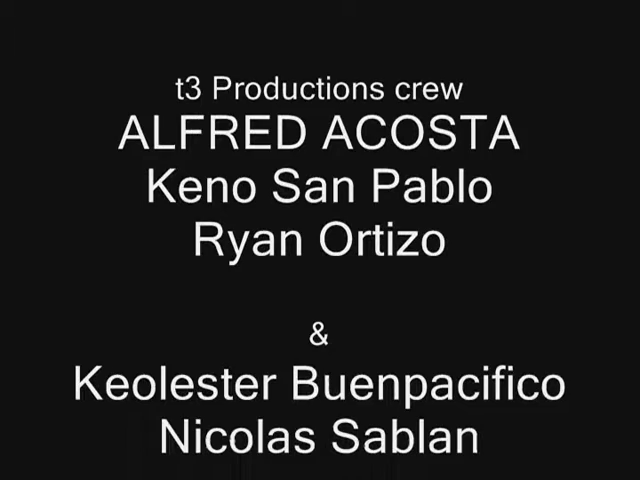 t3 Productions crew
ALFRED ACOSTA
Keno San Pablo
Ryan Ortizo
&
Keolester Buenpacifico
Nicolas Sablan